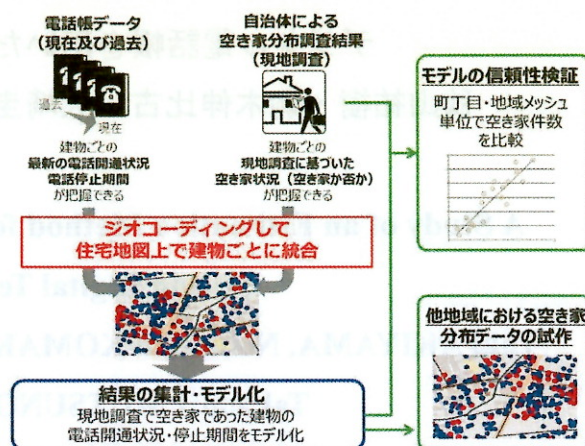 電話帳データ
(現在及び過去)
過去
現在
建物ごとの
最新の電話開通状況
電話停止期間
が把握できる
自治体による
空き家分布調査結果
(現地調査)
建物ごとの
現地調査に基づいた
空き家状況(空き家か否か)
が把握できる
ジオコーディングし、
住宅地図上で建物ごとに統合
結果の集計・モデル化
現地調査で空き家であった建物の
電話開通状況・停止期間をモデル化
モデルの信頼性検証
町丁目・地域メッシュ
単位で空き家件数
を比較
他地域における空き家
分布データの試作